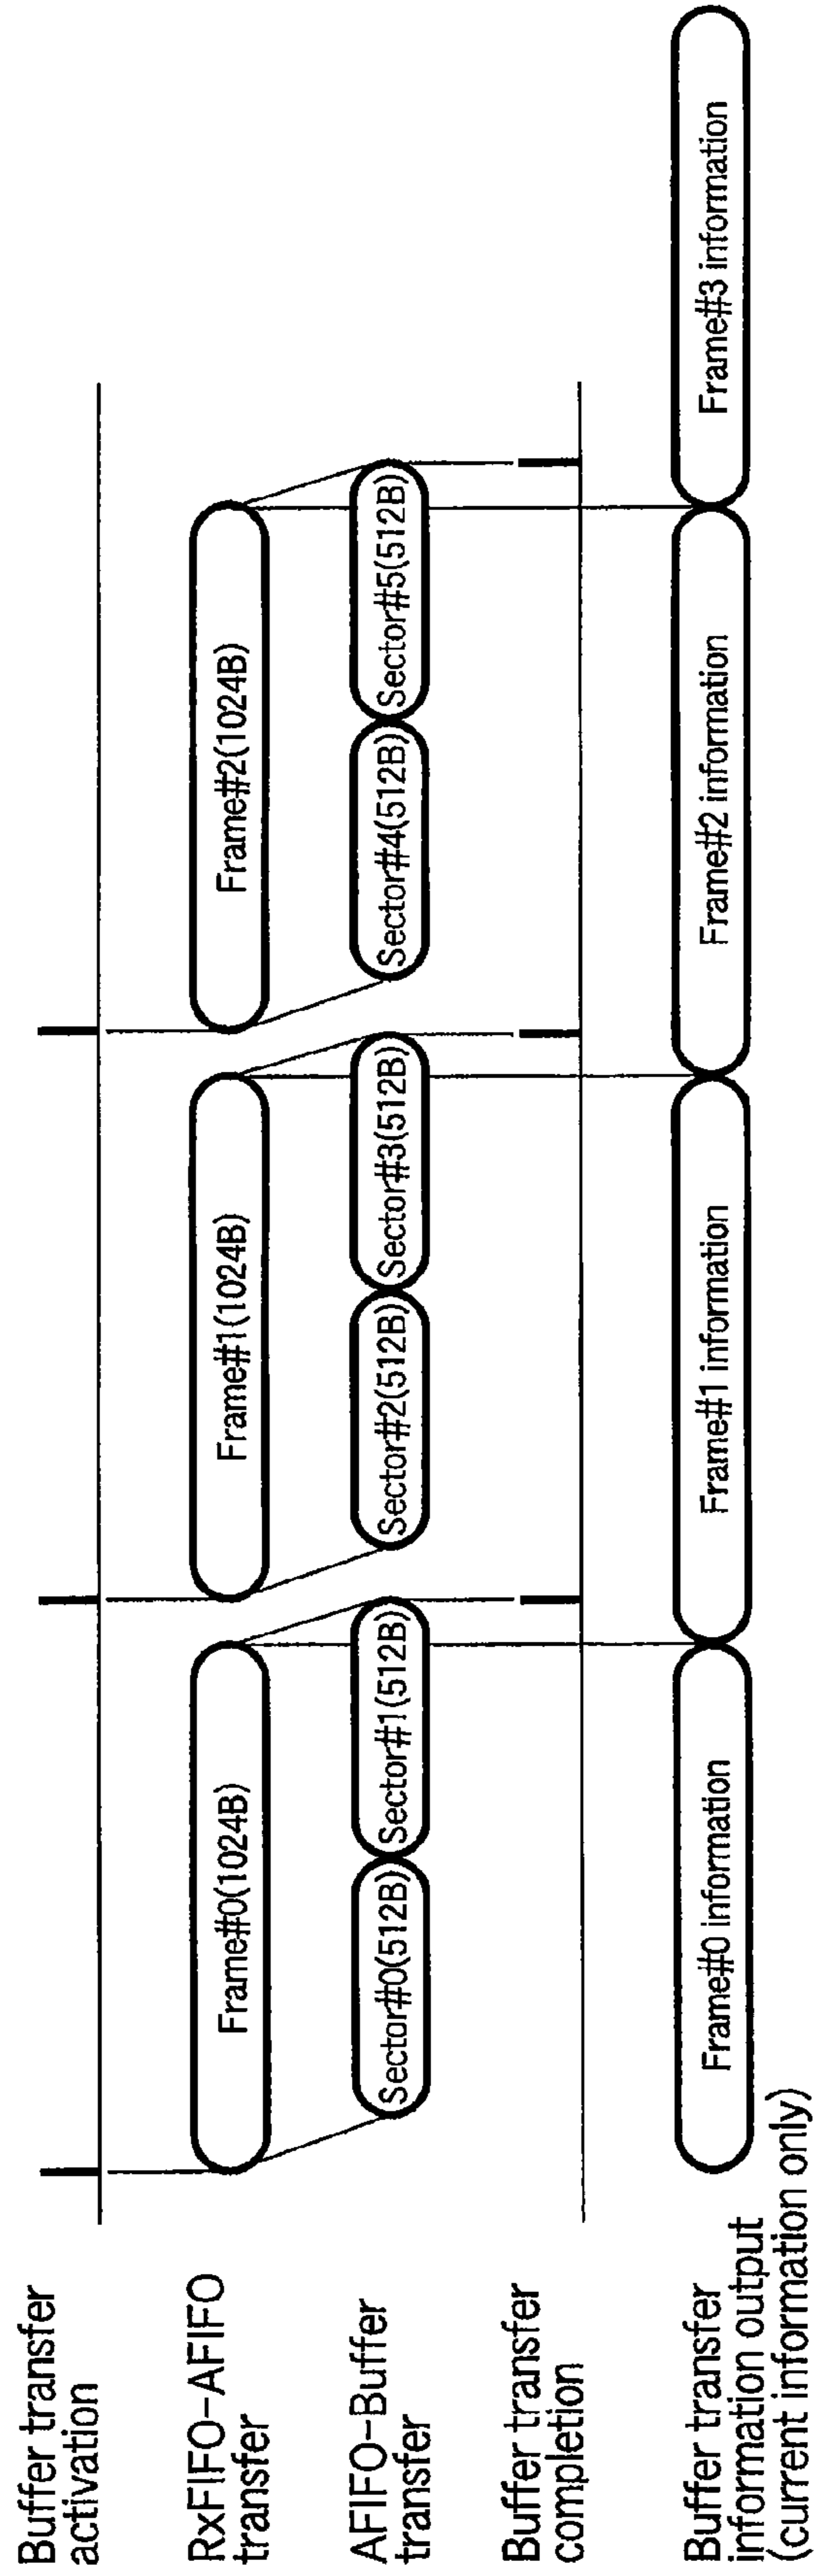 Buffer transfer
activation
RxFIFO-AFIFO
transfer
Frame#0(1024B)
Frame#1(1024B)
Frame#2(1024B)
AFIFO-Buffer
transfer
Sector#0(512B)
Sector#1(512B)
Sector#2(512B)
Sector#3(512B)
Sector#4(512B)
Sector#5(512B)
Buffer transfer
completion
Buffer transfer
information output
(current information only)
Frame#0 information
Frame#1 information
Frame#2 information
Frame#3 information